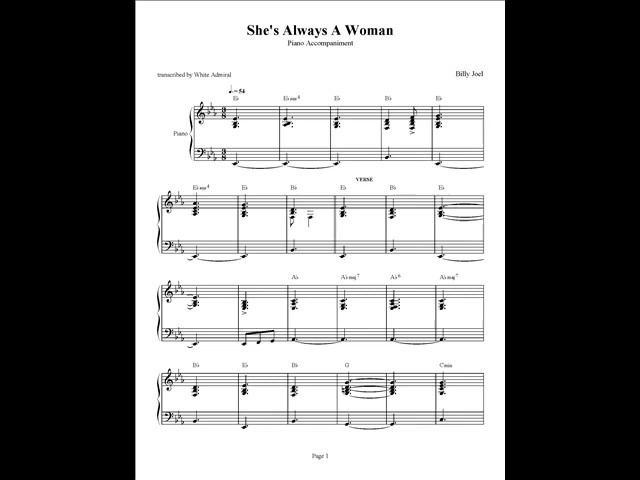 She's Always A Woman
Piano Accompaniment
transcribed by White Admiral
Billy Joel
♩. = 54
E♭ E♭sus4 E♭ B♭ E♭
Piano
VERSE
E♭sus4 E♭ B♭ E♭ B♭ E♭
A♭ A♭maj7 A♭6 A♭maj7
B♭ E♭ B♭ G Cmin
Page 1